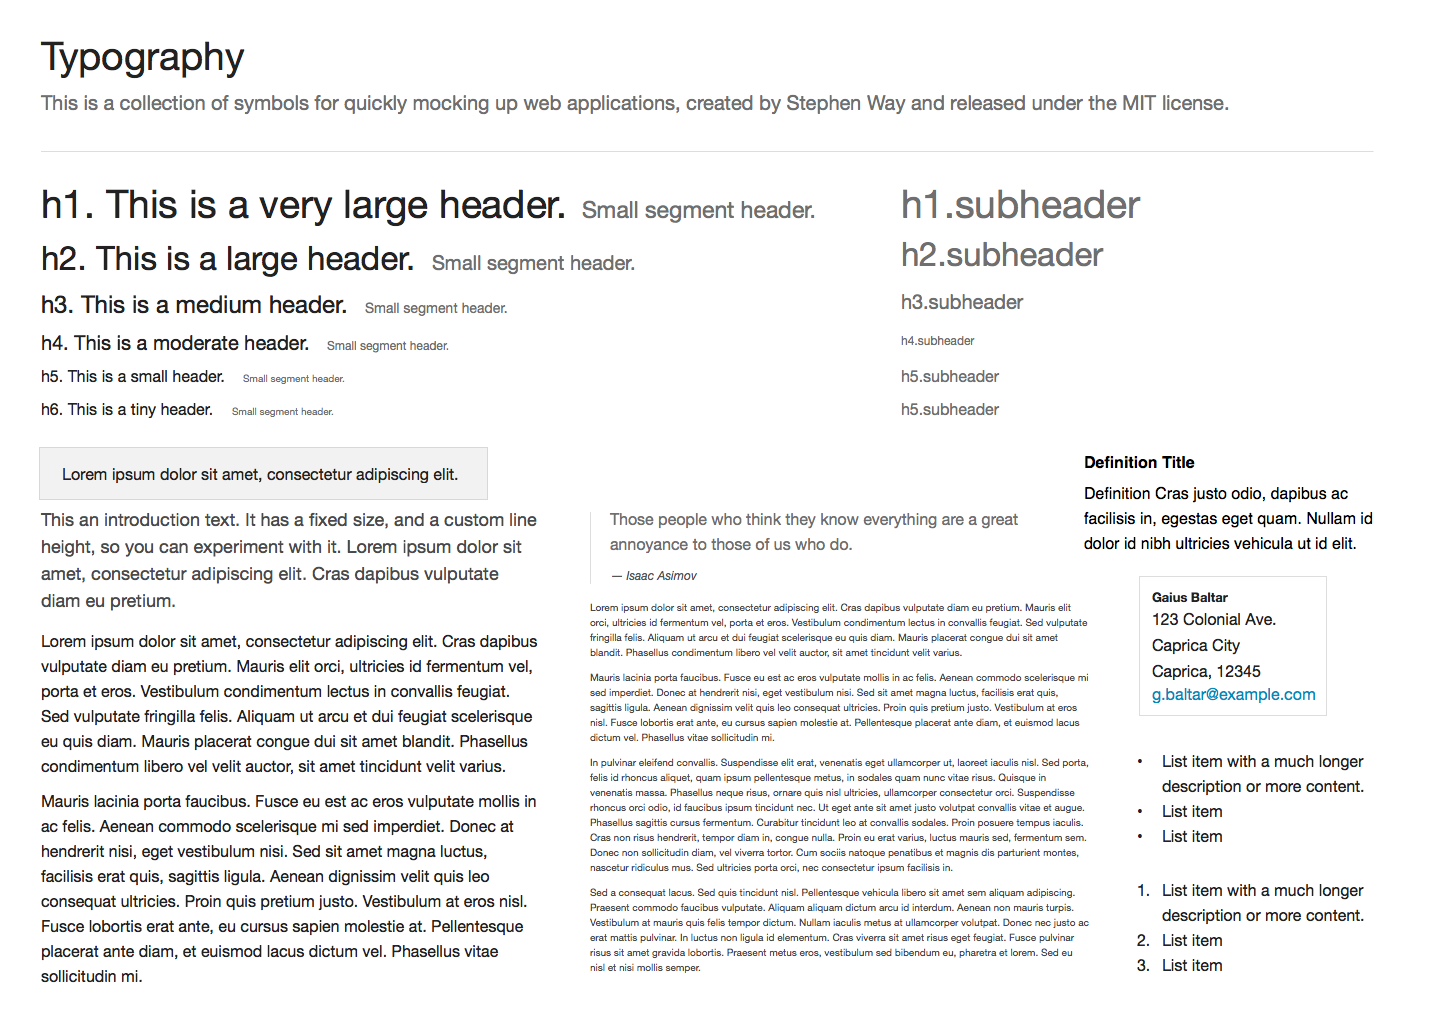 Typography
This is a collection of symbols for quickly mocking up web applications, created by Stephen Way and released under the MIT license.
h1. This is a very large header. Small segment header.
h2. This is a large header. Small segment header.
h3. This is a medium header. Small segment header.
h4. This is a moderate header. Small segment header.
h5. This is a small header. Small segment header.
h6. This is a tiny header. Small segment header.
h1.subheader
h2.subheader
h3.subheader
h4.subheader
h5.subheader
h5.subheader
Lorem ipsum dolor sit amet, consectetur adipiscing elit.
This an introduction text. It has a fixed size, and a custom line
height, so you can experiment with it. Lorem ipsum dolor sit
amet, consectetur adipiscing elit. Cras dapibus vulputate
diam eu pretium.
Lorem ipsum dolor sit amet, consectetur adipiscing elit. Cras dapibus
vulputate diam eu pretium. Mauris elit orci, ultricies id fermentum vel,
porta et eros. Vestibulum condimentum lectus in convallis feugiat.
Sed vulputate fringilla felis. Aliquam ut arcu et dui feugiat scelerisque
eu quis diam. Mauris placerat congue dui sit amet blandit. Phasellus
condimentum libero vel velit auctor, sit amet tincidunt velit varius.
Mauris lacinia porta faucibus. Fusce eu est ac eros vulputate mollis in
ac felis. Aenean commodo scelerisque mi sed imperdiet. Donec at
hendrerit nisi, eget vestibulum nisi. Sed sit amet magna luctus,
facilisis erat quis, sagittis ligula. Aenean dignissim velit quis leo
consequat ultricies. Proin quis pretium justo. Vestibulum at eros nisl.
Fusce lobortis erat ante, eu cursus sapien molestie at. Pellentesque
placerat ante diam, et euismod lacus dictum vel. Phasellus vitae
sollicitudin mi.
Those people who think they know everything are a great
annoyance to those of us who do.
— Isaac Asimov
Lorem ipsum dolor sit amet, consectetur adipiscing elit. Cras dapibus vulputate diam eu pretium. Mauris elit
orci, ultricies id fermentum vel, porta et eros. Vestibulum condimentum lectus in convallis feugiat. Sed vulputate
fringilla felis. Aliquam ut arcu et dui feugiat scelerisque eu quis diam. Mauris placerat congue dui sit amet
blandit. Phasellus condimentum libero vel velit auctor, sit amet tincidunt velit varius.
Mauris lacinia porta faucibus. Fusce eu est ac eros vulputate mollis in ac felis. Aenean commodo scelerisque mi
sed imperdiet. Donec at hendrerit nisi, eget vestibulum nisi. Sed sit amet magna luctus, facilisis erat quis,
sagittis ligula. Aenean dignissim velit quis leo consequat ultricies. Proin quis pretium justo. Vestibulum at eros
nisl. Fusce lobortis erat ante, eu cursus sapien molestie at. Pellentesque placerat ante diam, et euismod lacus
dictum vel. Phasellus vitae sollicitudin mi.
In pulvinar eleifend convallis. Suspendisse elit erat, venenatis eget ullamcorper ut, laoreet iaculis nisl. Sed porta,
felis id rhoncus aliquet, quam ipsum pellentesque metus, in sodales quam nunc vitae risus. Quisque in
venenatis massa. Phasellus neque risus, ornare quis nisl ultricies, ullamcorper consectetur orci. Suspendisse
rhoncus orci odio, id faucibus ipsum tincidunt nec. Ut eget ante sit amet justo volutpat convallis vitae et augue.
Phasellus sagittis cursus fermentum. Curabitur tincidunt leo at convallis sodales. Proin posuere tempus iaculis.
Cras non risus hendrerit, tempor diam in, congue nulla. Proin eu erat varius, luctus mauris sed, fermentum sem.
Donec non sollicitudin diam, vel viverra tortor. Cum sociis natoque penatibus et magnis dis parturient montes,
nascetur ridiculus mus. Sed ultricies porta orci, nec consectetur ipsum facilisis in.
Sed a consequat lacus. Sed quis tincidunt nisl. Pellentesque vehicula libero sit amet sem aliquam adipiscing.
Praesent commodo faucibus vulputate. Aliquam aliquam dictum arcu id interdum. Aenean non mauris turpis.
Vestibulum at mauris quis felis tempor dictum. Nullam iaculis metus at ullamcorper volutpat. Donec nec justo ac
erat mattis pulvinar. In luctus non ligula id elementum. Cras viverra sit amet risus eget feugiat. Fusce pulvinar
risus sit amet gravida lobortis. Praesent metus eros, vestibulum sed bibendum eu, pharetra et lorem. Sed eu
nisl et nisi mollis semper.
Definition Title
Definition Cras justo odio, dapibus ac
facilisis in, egestas eget quam. Nullam id
dolor id nibh ultricies vehicula ut id elit.
Gaius Baltar
123 Colonial Ave.
Caprica City
Caprica, 12345
g.baltar@example.com
• List item with a much longer
description or more content.
• List item
• List item
1. List item with a much longer
description or more content.
2. List item
3. List item